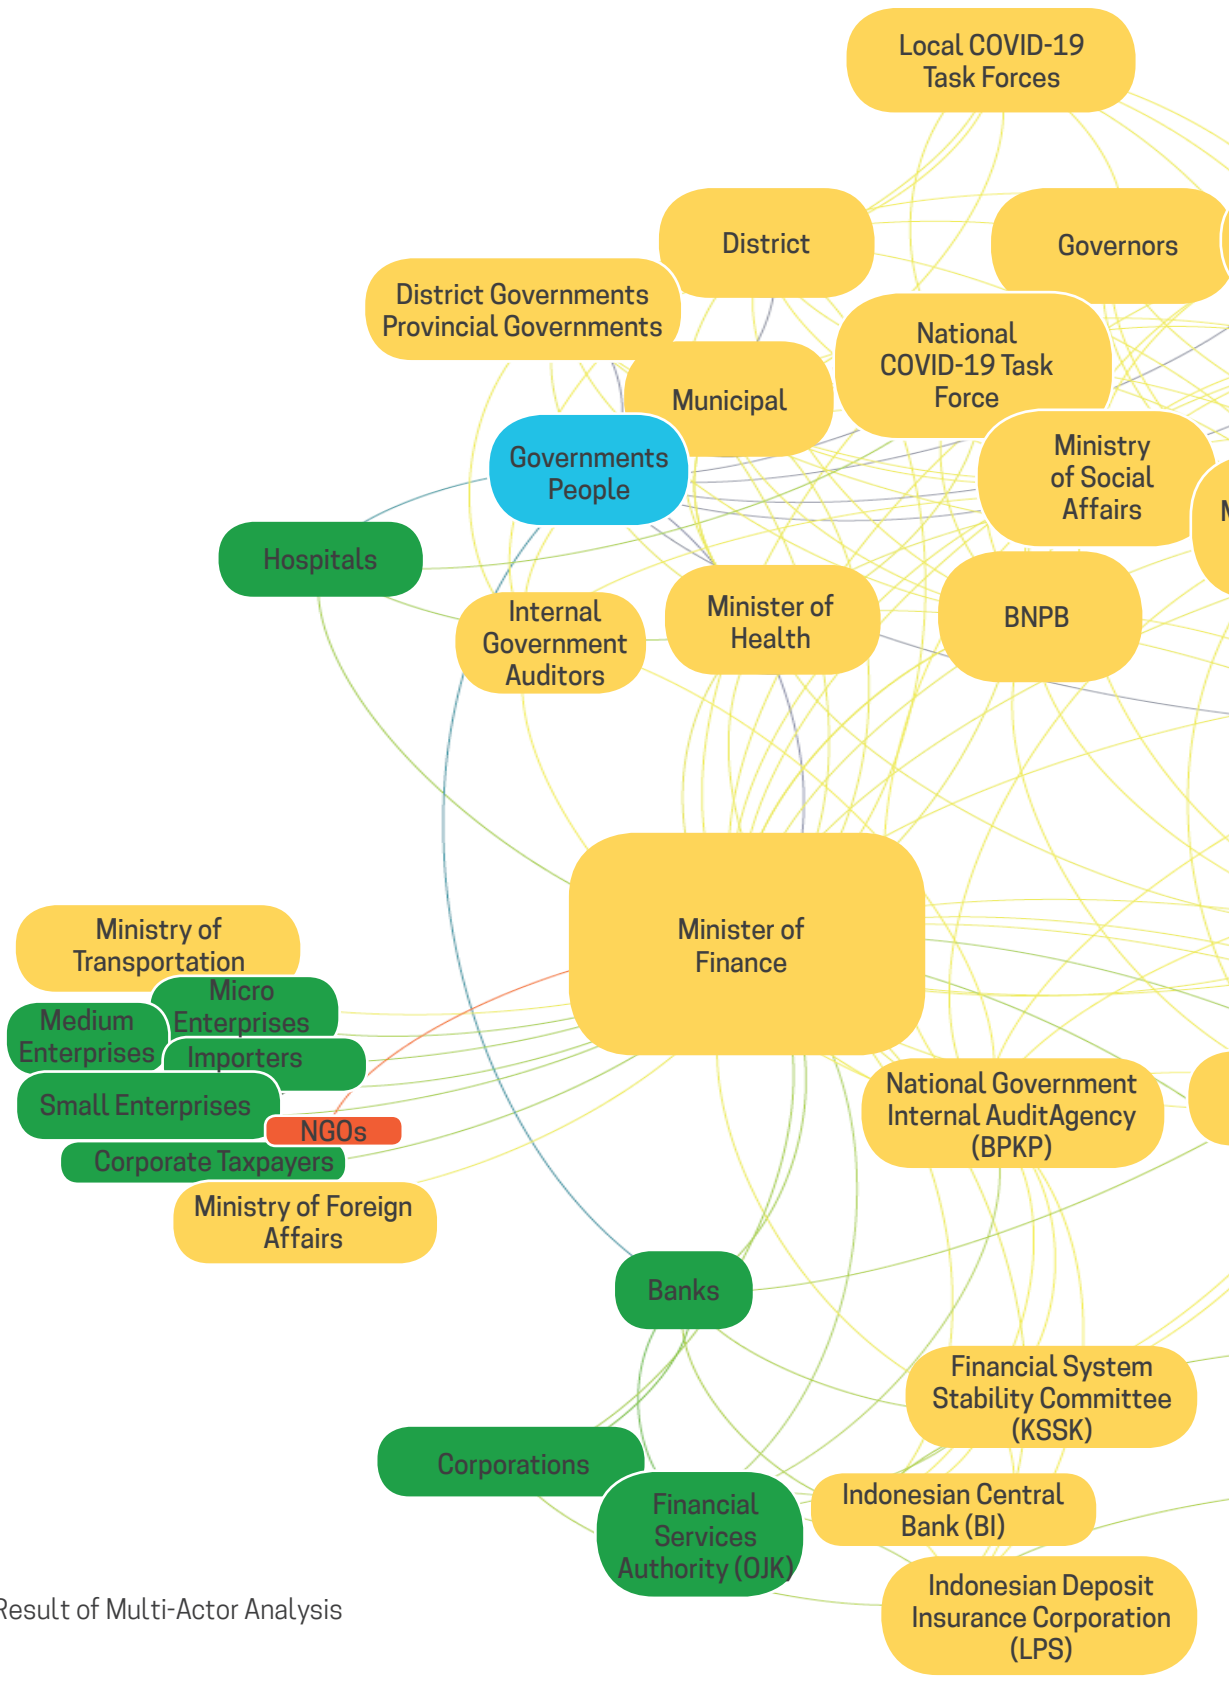 Local COVID-19
Task Forces
District
Governors
District Governments
Provincial Governments
National
COVID-19 Task
Force
Municipal
Ministry
of Social
Affairs
Governments
People
Hospitals
Internal
Government
Auditors
Minister of
Health
BNPB
Minister of
Finance
Ministry of
Transportation
Micro
Enterprises
Medium
Enterprises
Importers
Small Enterprises
NGOs
Corporate Taxpayers
Ministry of Foreign
Affairs
National Government
Internal AuditAgency
(BPKP)
Banks
Financial System
Stability Committee
(KSSK)
Corporations
Financial
Services
Authority (OJK)
Indonesian Central
Bank (BI)
Indonesian Deposit
Insurance Corporation
(LPS)
Result of Multi-Actor Analysis